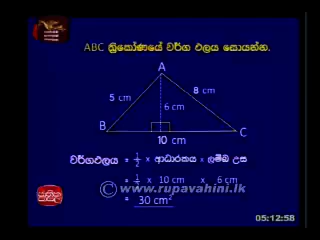 ABC ත්‍රිකෝණයේ වර්ග ඵලය සොයන්න.
A
5 cm
8 cm
6 cm
B
C
10 cm
වර්ගඵලය = 1/2 x ආධාරකය x ලම්බ උස
= 1/2 x 10 cm x 6 cm
= 30 cm²
© www.rupavahini.lk
05:12:58